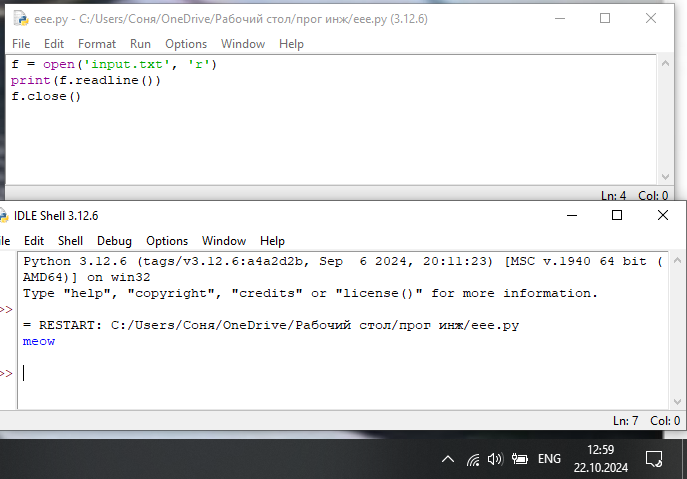 eee.py - C:/Users/Соня/OneDrive/Рабочий стол/прог инж/eee.py (3.12.6)
File Edit Format Run Options Window Help
f = open('input.txt', 'r')
print(f.readline())
f.close()
Ln: 4 Col: 0
IDLE Shell 3.12.6
ile Edit Shell Debug Options Window Help
Python 3.12.6 (tags/v3.12.6:a4a2d2b, Sep  6 2024, 20:11:23) [MSC v.1940 64 bit (
AMD64)] on win32
Type "help", "copyright", "credits" or "license()" for more information.
>>
= RESTART: C:/Users/Соня/OneDrive/Рабочий стол/прог инж/eee.py
meow
>>
Ln: 7 Col: 0
ENG
12:59
22.10.2024